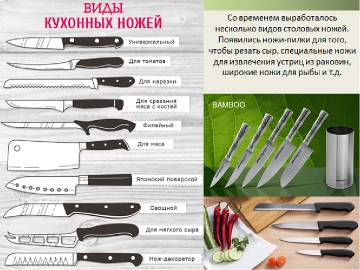 ВИДЫ
КУХОННЫХ НОЖЕЙ
Универсальный
Для томатов
Для нарезки
Для срезания
мяса с костей
Филейный
Для мяса
Японский поварской
Овощной
Для мягкого сыра
Нож-декоратор
Со временем выработалось
несколько видов столовых ножей.
Появились ножи-пилки для того,
чтобы резать сыр, специальные ножи
для извлечения устриц из раковин,
широкие ножи для рыбы и т.д.
BAMBOO